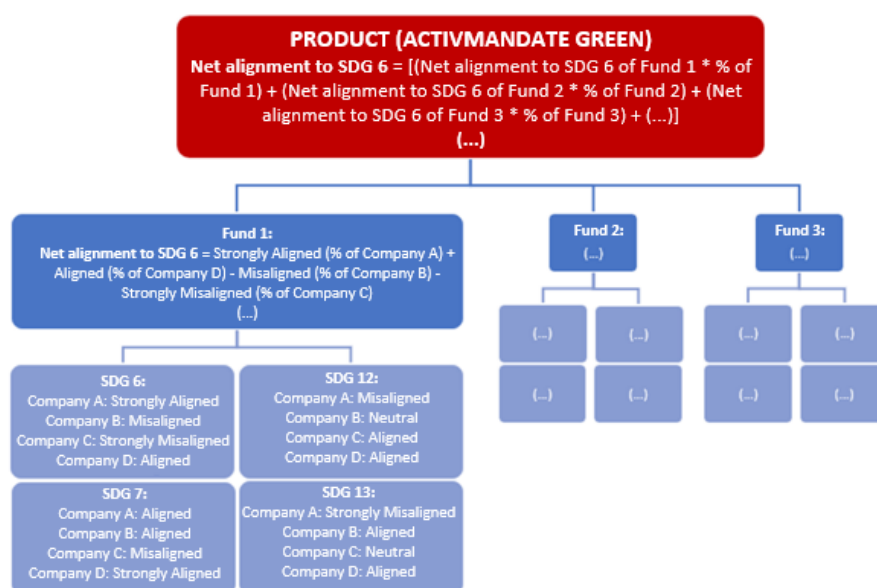 PRODUCT (ACTIVMANDATE GREEN)
Net alignment to SDG 6 = [(Net alignment to SDG 6 of Fund 1 * % of
Fund 1) + (Net alignment to SDG 6 of Fund 2 * % of Fund 2) + (Net
alignment to SDG 6 of Fund 3 * % of Fund 3) + (...)]
(...)
Fund 1:
Net alignment to SDG 6 = Strongly Aligned (% of Company A) +
Aligned (% of Company D) - Misaligned (% of Company B) -
Strongly Misaligned (% of Company C)
(...)
Fund 2:
(...)
Fund 3:
(...)
SDG 6:
Company A: Strongly Aligned
Company B: Misaligned
Company C: Strongly Misaligned
Company D: Aligned
SDG 12:
Company A: Misaligned
Company B: Neutral
Company C: Aligned
Company D: Aligned
SDG 7:
Company A: Aligned
Company B: Aligned
Company C: Misaligned
Company D: Strongly Aligned
SDG 13:
Company A: Strongly Misaligned
Company B: Aligned
Company C: Neutral
Company D: Aligned
(...)
(...)
(...)
(...)
(...)
(...)
(...)
(...)